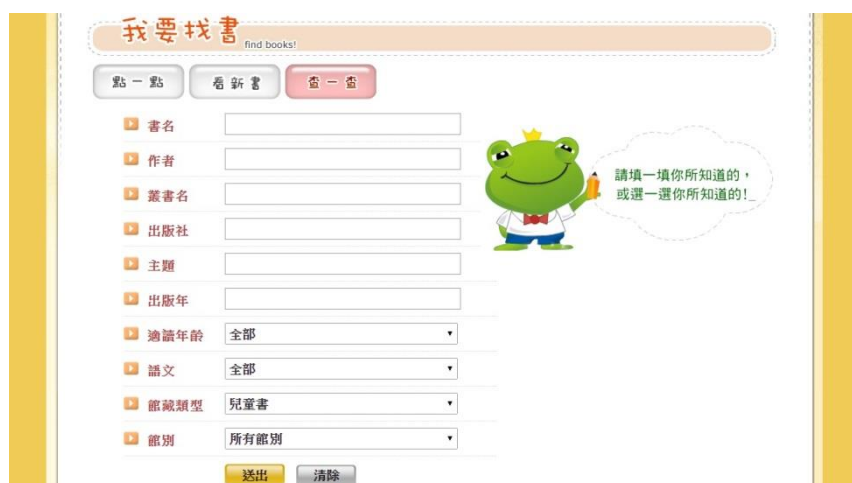 我要找書
find books!
點一點 看新書 查一查
書名
作者
叢書名
出版社
主題
出版年
適讀年齡 全部
語文 全部
館藏類型 兒童書
館別 所有館別
送出 清除
請填一填你所知道的，
或選一選你所知道的!_